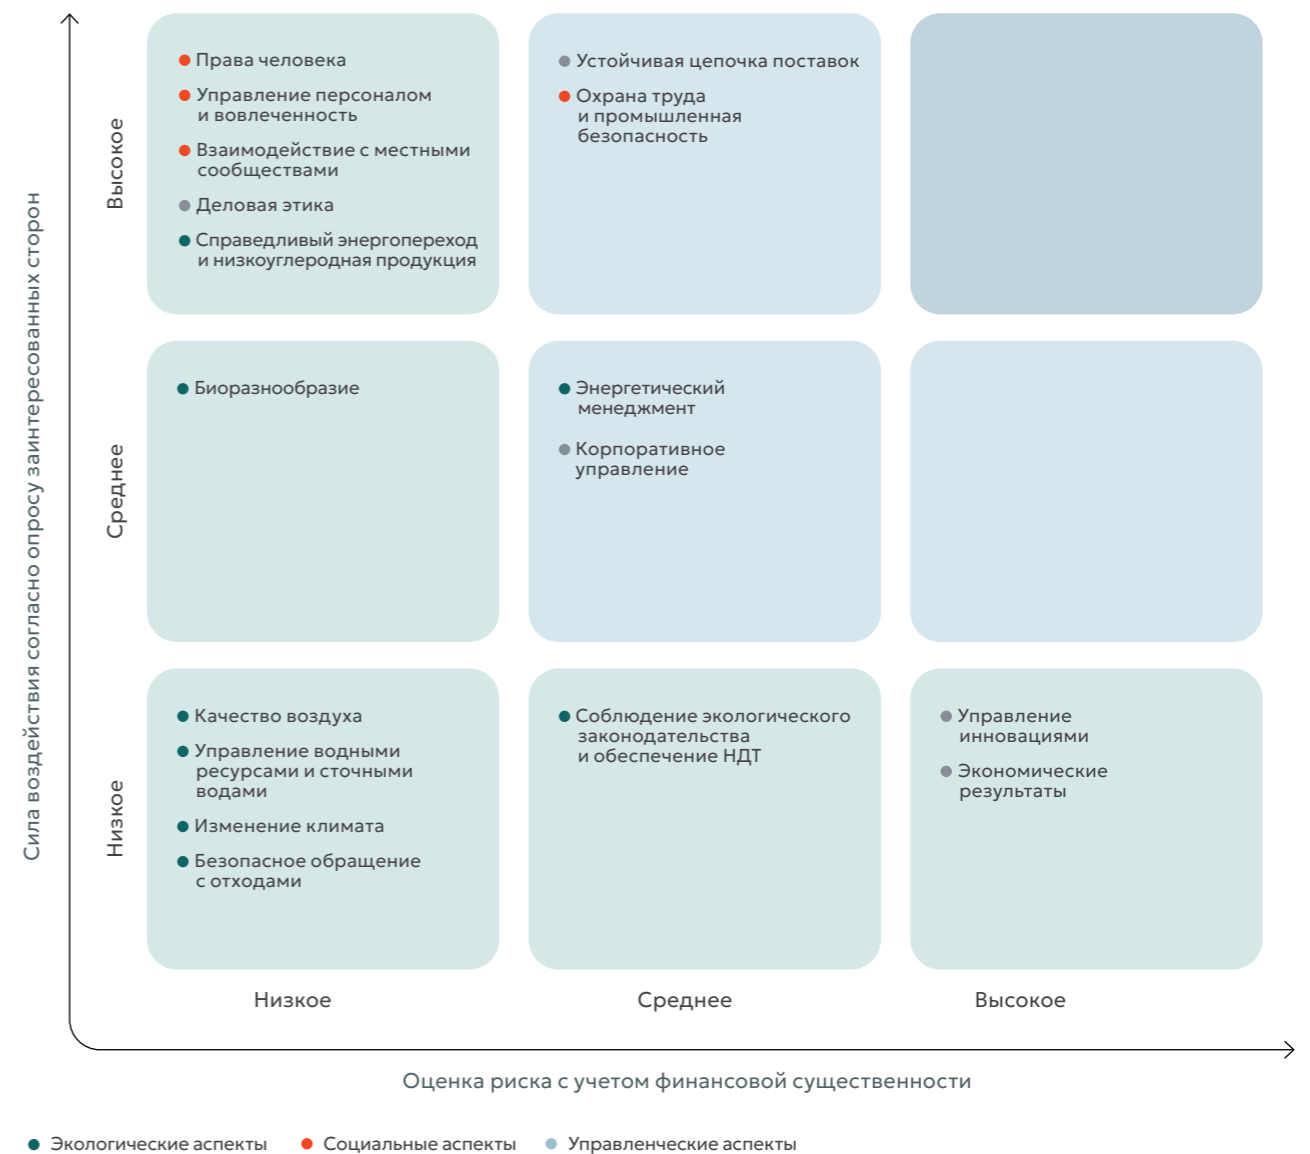 Сила воздействия согласно опросу заинтересованных сторон
Высокое
Права человека
Управление персоналом
и вовлеченность
Взаимодействие с местными
сообществами
Деловая этика
Справедливый энергопереход
и низкоуглеродная продукция
Устойчивая цепочка поставок
Охрана труда
и промышленная
безопасность
Среднее
Биоразнообразие
Энергетический
менеджмент
Корпоративное
управление
Низкое
Качество воздуха
Управление водными
ресурсами и сточными
водами
Изменение климата
Безопасное обращение
с отходами
Соблюдение экологического
законодательства
и обеспечение НДТ
Управление
инновациями
Экономические
результаты
Низкое
Среднее
Высокое
Оценка риска с учетом финансовой существенности
Экологические аспекты
Социальные аспекты
Управленческие аспекты